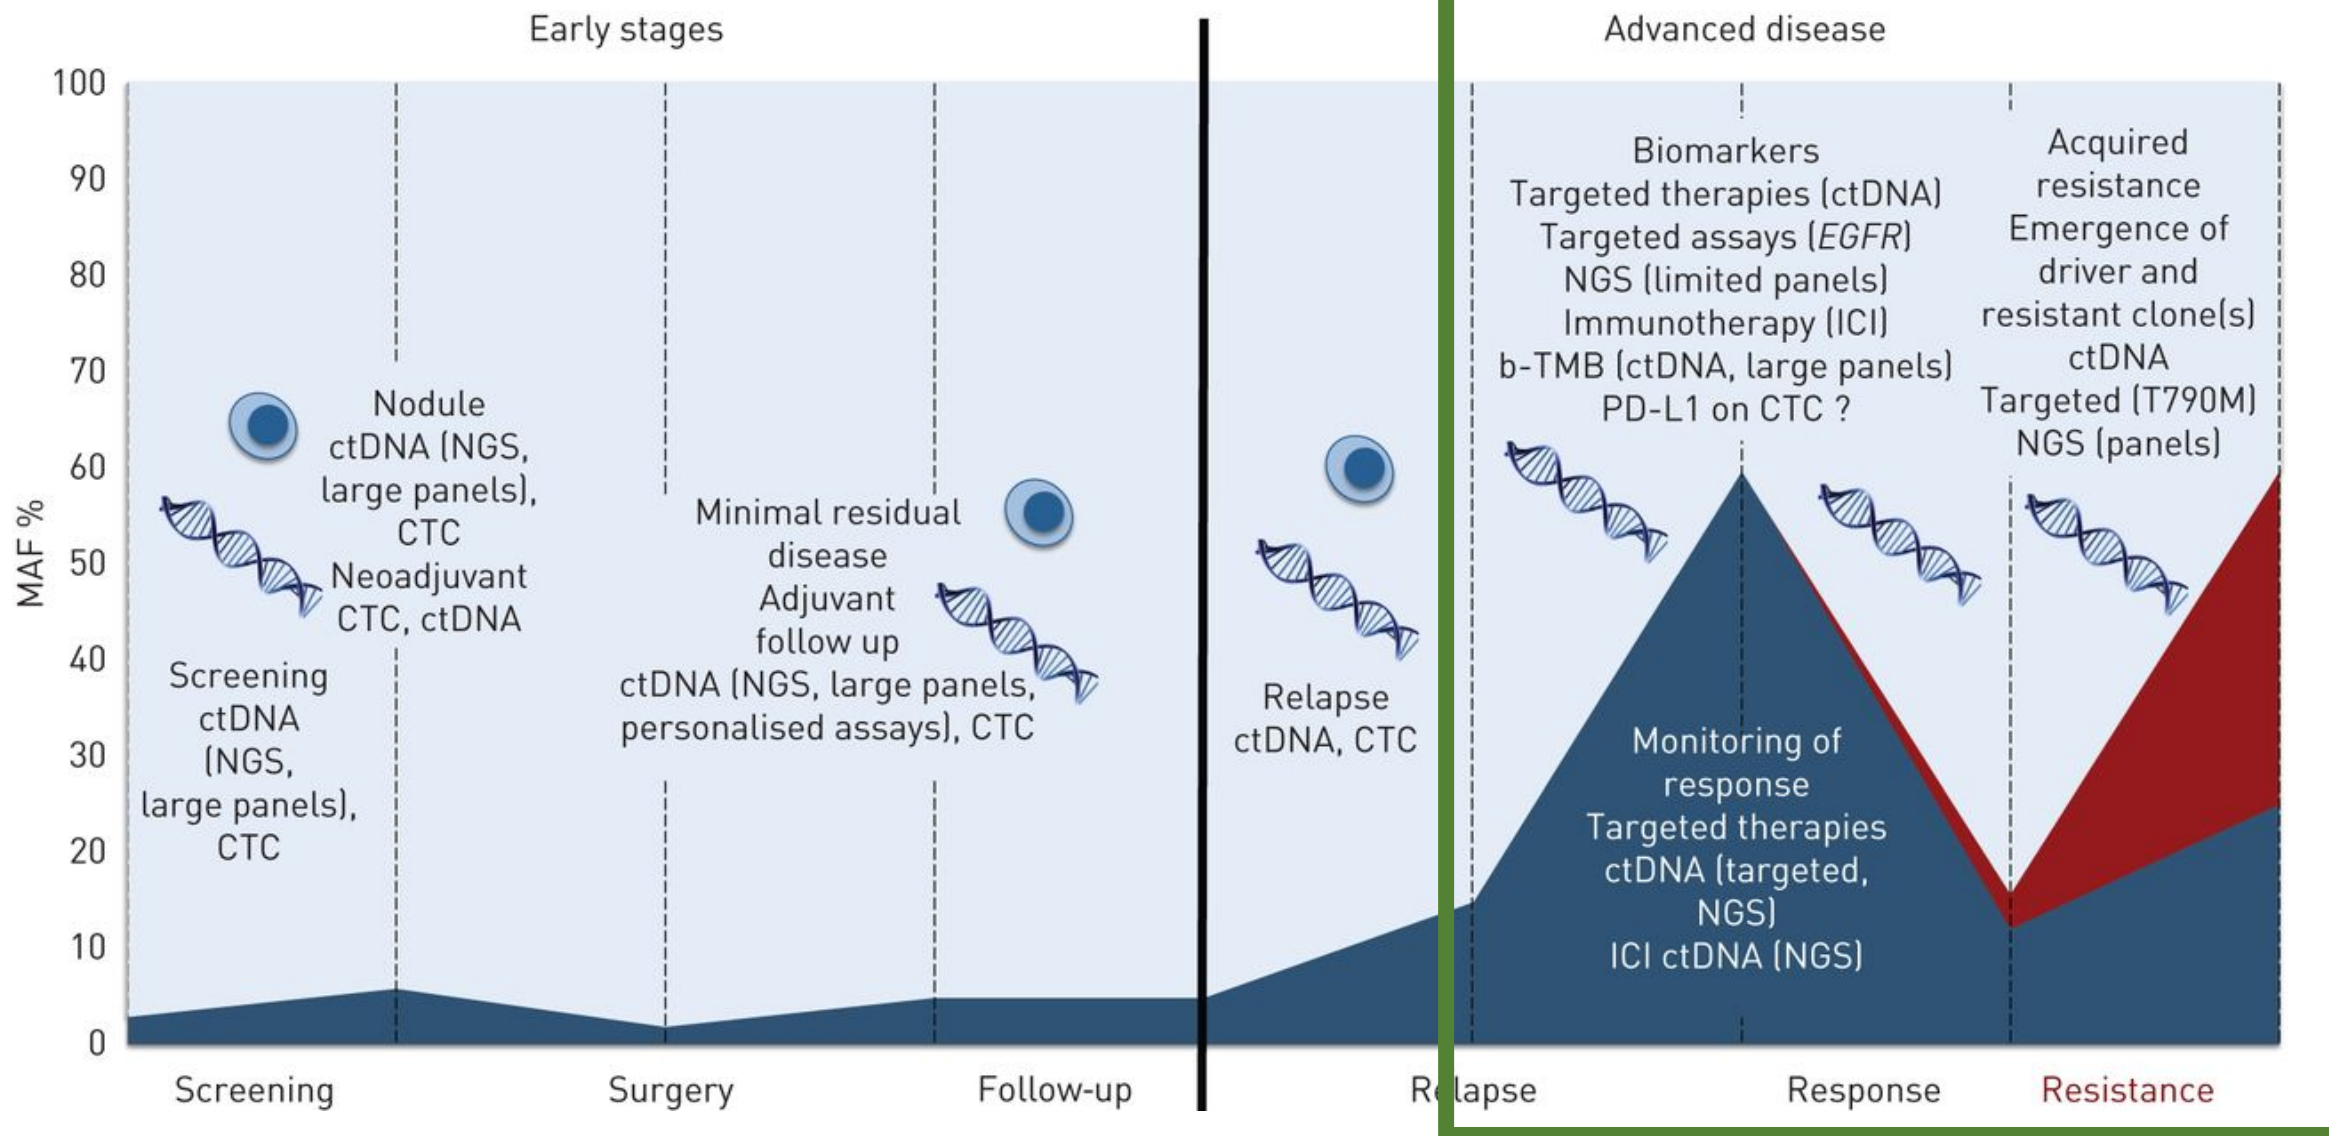 Early stages
Advanced disease
MAF %
100
90
80
70
60
50
40
30
20
10
0
Screening
ctDNA
(NGS,
large panels),
CTC
Nodule
ctDNA (NGS,
large panels),
CTC
Neoadjuvant
CTC, ctDNA
Minimal residual
disease
Adjuvant
follow up
ctDNA (NGS, large panels,
personalised assays), CTC
Relapse
ctDNA, CTC
Biomarkers
Targeted therapies (ctDNA)
Targeted assays (EGFR)
NGS (limited panels)
Immunotherapy (ICI)
b-TMB (ctDNA, large panels)
PD-L1 on CTC ?
Monitoring of
response
Targeted therapies
ctDNA (targeted,
NGS)
ICI ctDNA (NGS)
Acquired
resistance
Emergence of
driver and
resistant clone(s)
ctDNA
Targeted (T790M)
NGS (panels)
Screening
Surgery
Follow-up
Relapse
Response
Resistance